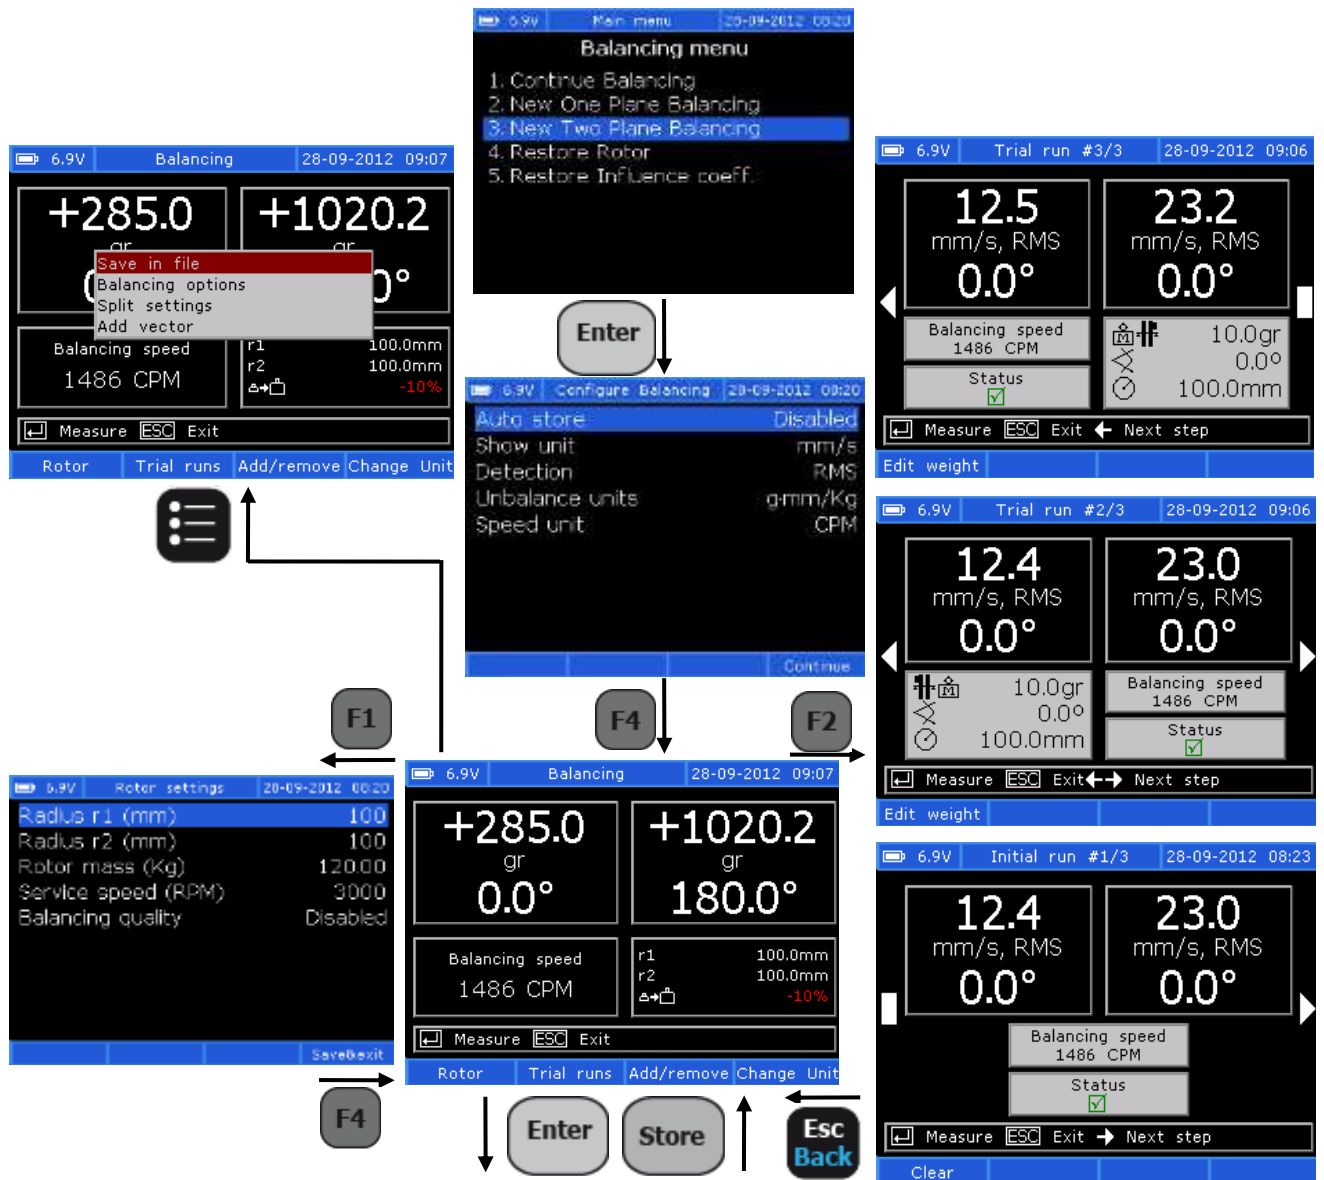 6.9V Main menu 28-09-2012 08:20
Balancing menu
1. Continue Balancing
2. New One Plane Balancing
3. New Two Plane Balancing
4. Restore Rotor
5. Restore Influence coeff.
Enter
6.9V Balancing 28-09-2012 09:07
+285.0 +1020.2
gr gr
Save in file
Balancing options
Split settings
Add vector
Balancing speed
1486 CPM
r1 100.0mm
r2 100.0mm
-10%
Measure ESC Exit
Rotor Trial runs Add/remove Change Unit
6.9V Configure Balancing 28-09-2012 08:20
Auto store Disabled
Show unit mm/s
Detection RMS
Unbalance units g·mm/Kg
Speed unit CPM
Continue
F1
F4
F2
6.9V Rotor settings 28-09-2012 08:20
Radius r1 (mm) 100
Radius r2 (mm) 100
Rotor mass (Kg) 120.00
Service speed (RPM) 3000
Balancing quality Disabled
Save&exit
F4
6.9V Balancing 28-09-2012 09:07
+285.0 +1020.2
gr gr
0.0° 180.0°
Balancing speed
1486 CPM
r1 100.0mm
r2 100.0mm
-10%
Measure ESC Exit
Rotor Trial runs Add/remove Change Unit
Enter
Store
Esc
Back
6.9V Trial run #3/3 28-09-2012 09:06
12.5 23.2
mm/s, RMS mm/s, RMS
0.0° 0.0°
Balancing speed
1486 CPM
Status
M 10.0gr
0.0°
100.0mm
Measure ESC Exit Next step
Edit weight
6.9V Trial run #2/3 28-09-2012 09:06
12.4 23.0
mm/s, RMS mm/s, RMS
0.0° 0.0°
M 10.0gr
0.0°
100.0mm
Balancing speed
1486 CPM
Status
Measure ESC Exit Next step
Edit weight
6.9V Initial run #1/3 28-09-2012 08:23
12.4 23.0
mm/s, RMS mm/s, RMS
0.0° 0.0°
Balancing speed
1486 CPM
Status
Measure ESC Exit Next step
Clear